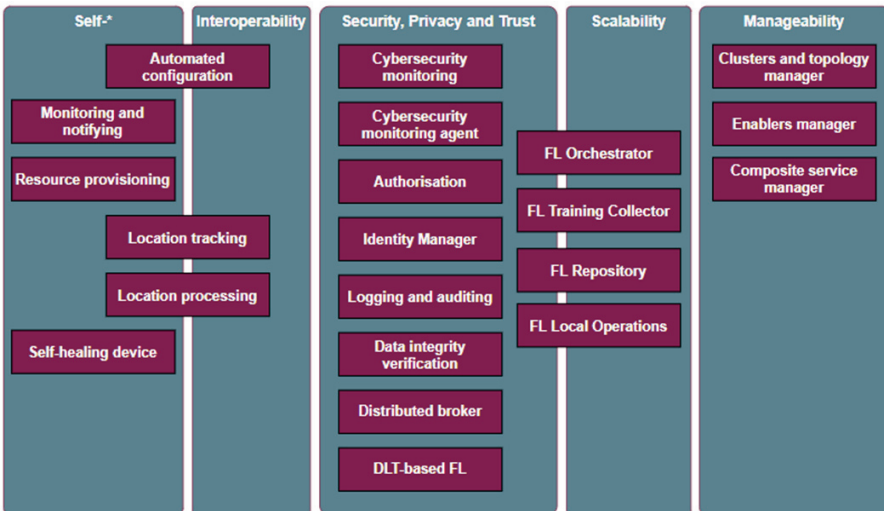 Self-*
Interoperability
Security, Privacy and Trust
Scalability
Manageability
Automated
configuration
Monitoring and
notifying
Resource provisioning
Location tracking
Location processing
Self-healing device
Cybersecurity
monitoring
Cybersecurity
monitoring agent
Authorisation
Identity Manager
Logging and auditing
Data integrity
verification
Distributed broker
DLT-based FL
FL Orchestrator
FL Training Collector
FL Repository
FL Local Operations
Clusters and topology
manager
Enablers manager
Composite service
manager